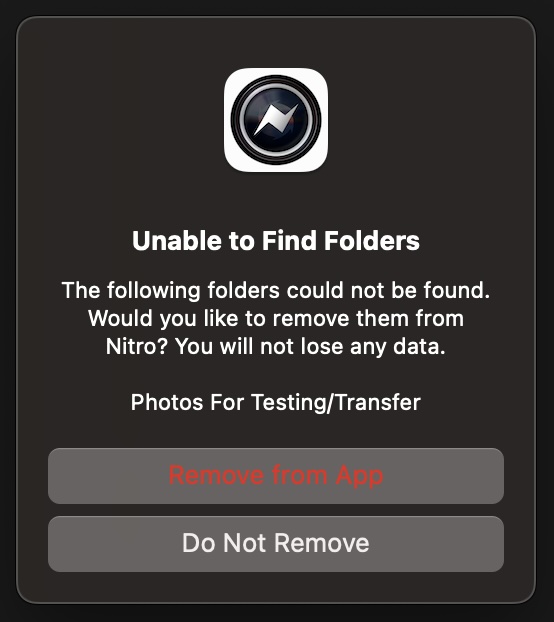 Unable to Find Folders
The following folders could not be found.
Would you like to remove them from
Nitro? You will not lose any data.
Photos For Testing/Transfer
Remove from App
Do Not Remove